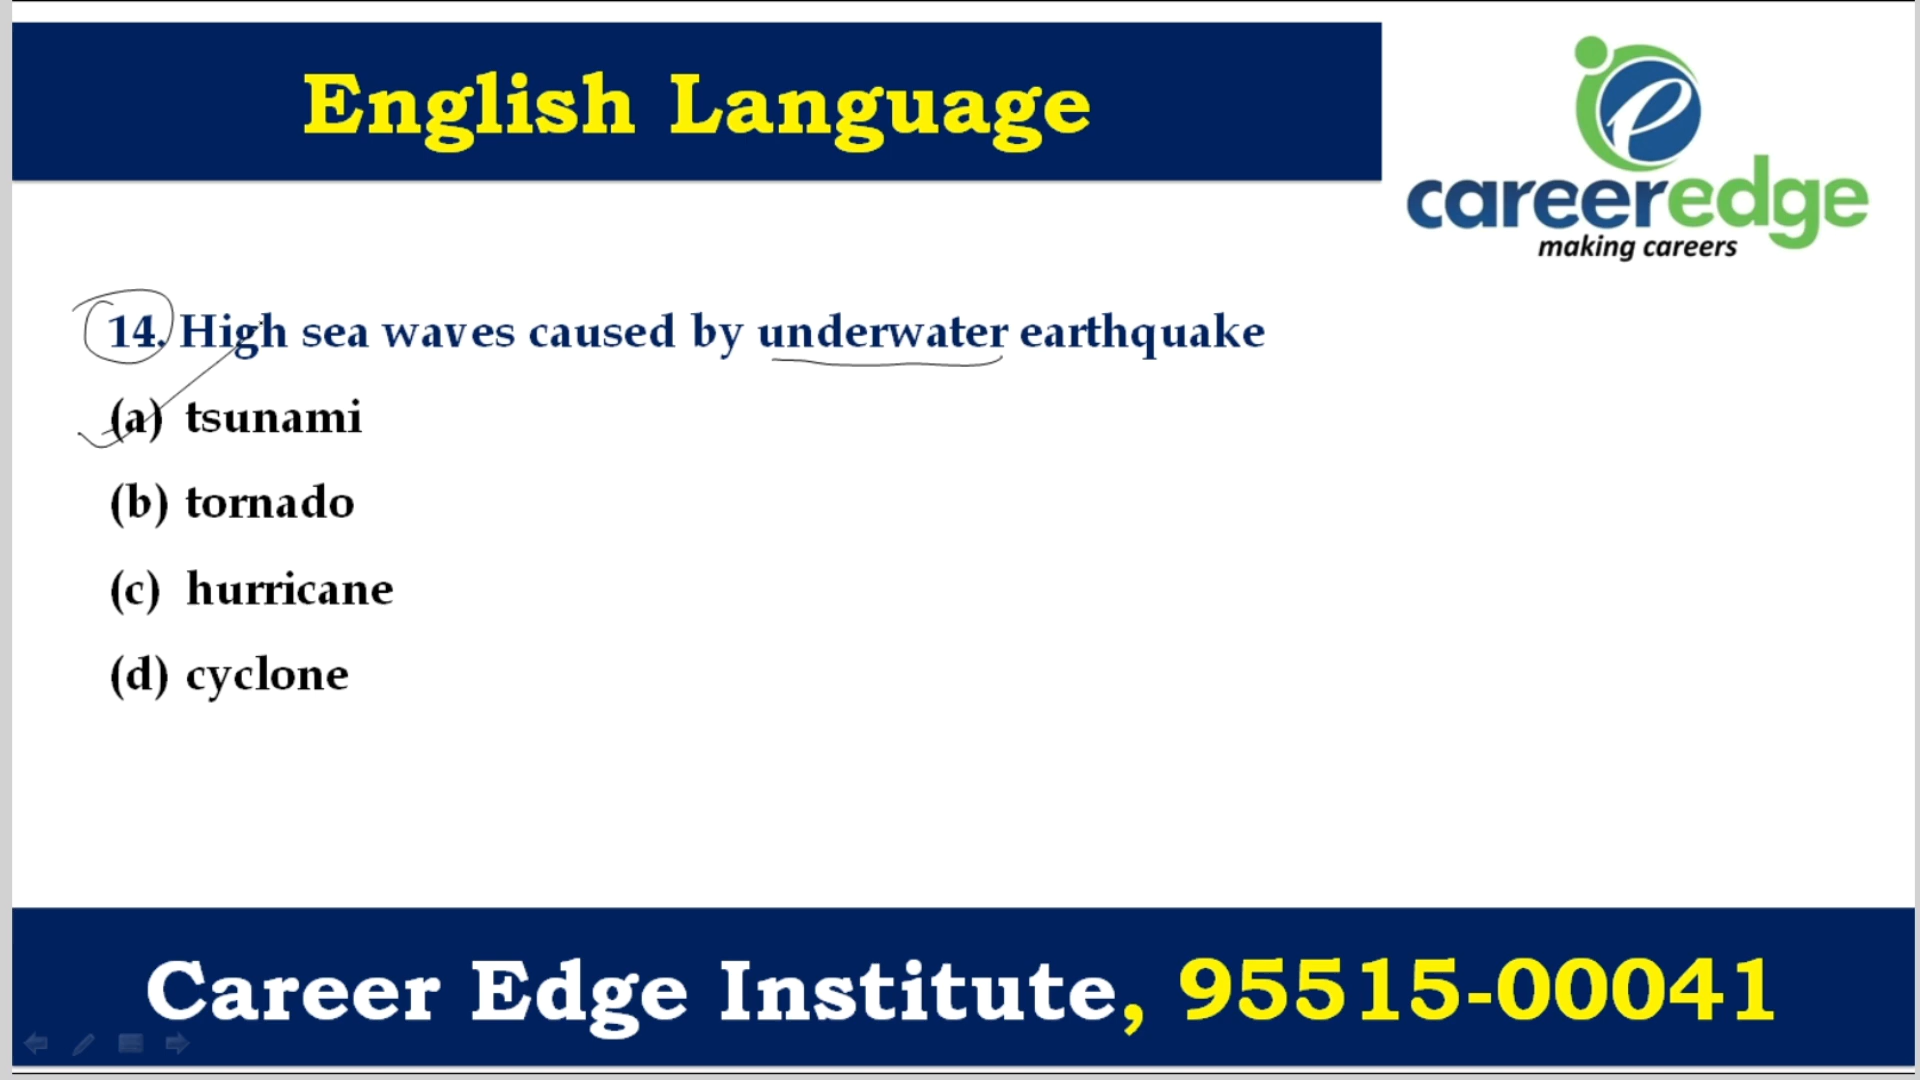 English Language
careeredge
making careers
14. High sea waves caused by underwater earthquake
(a) tsunami
(b) tornado
(c) hurricane
(d) cyclone
Career Edge Institute, 95515-00041